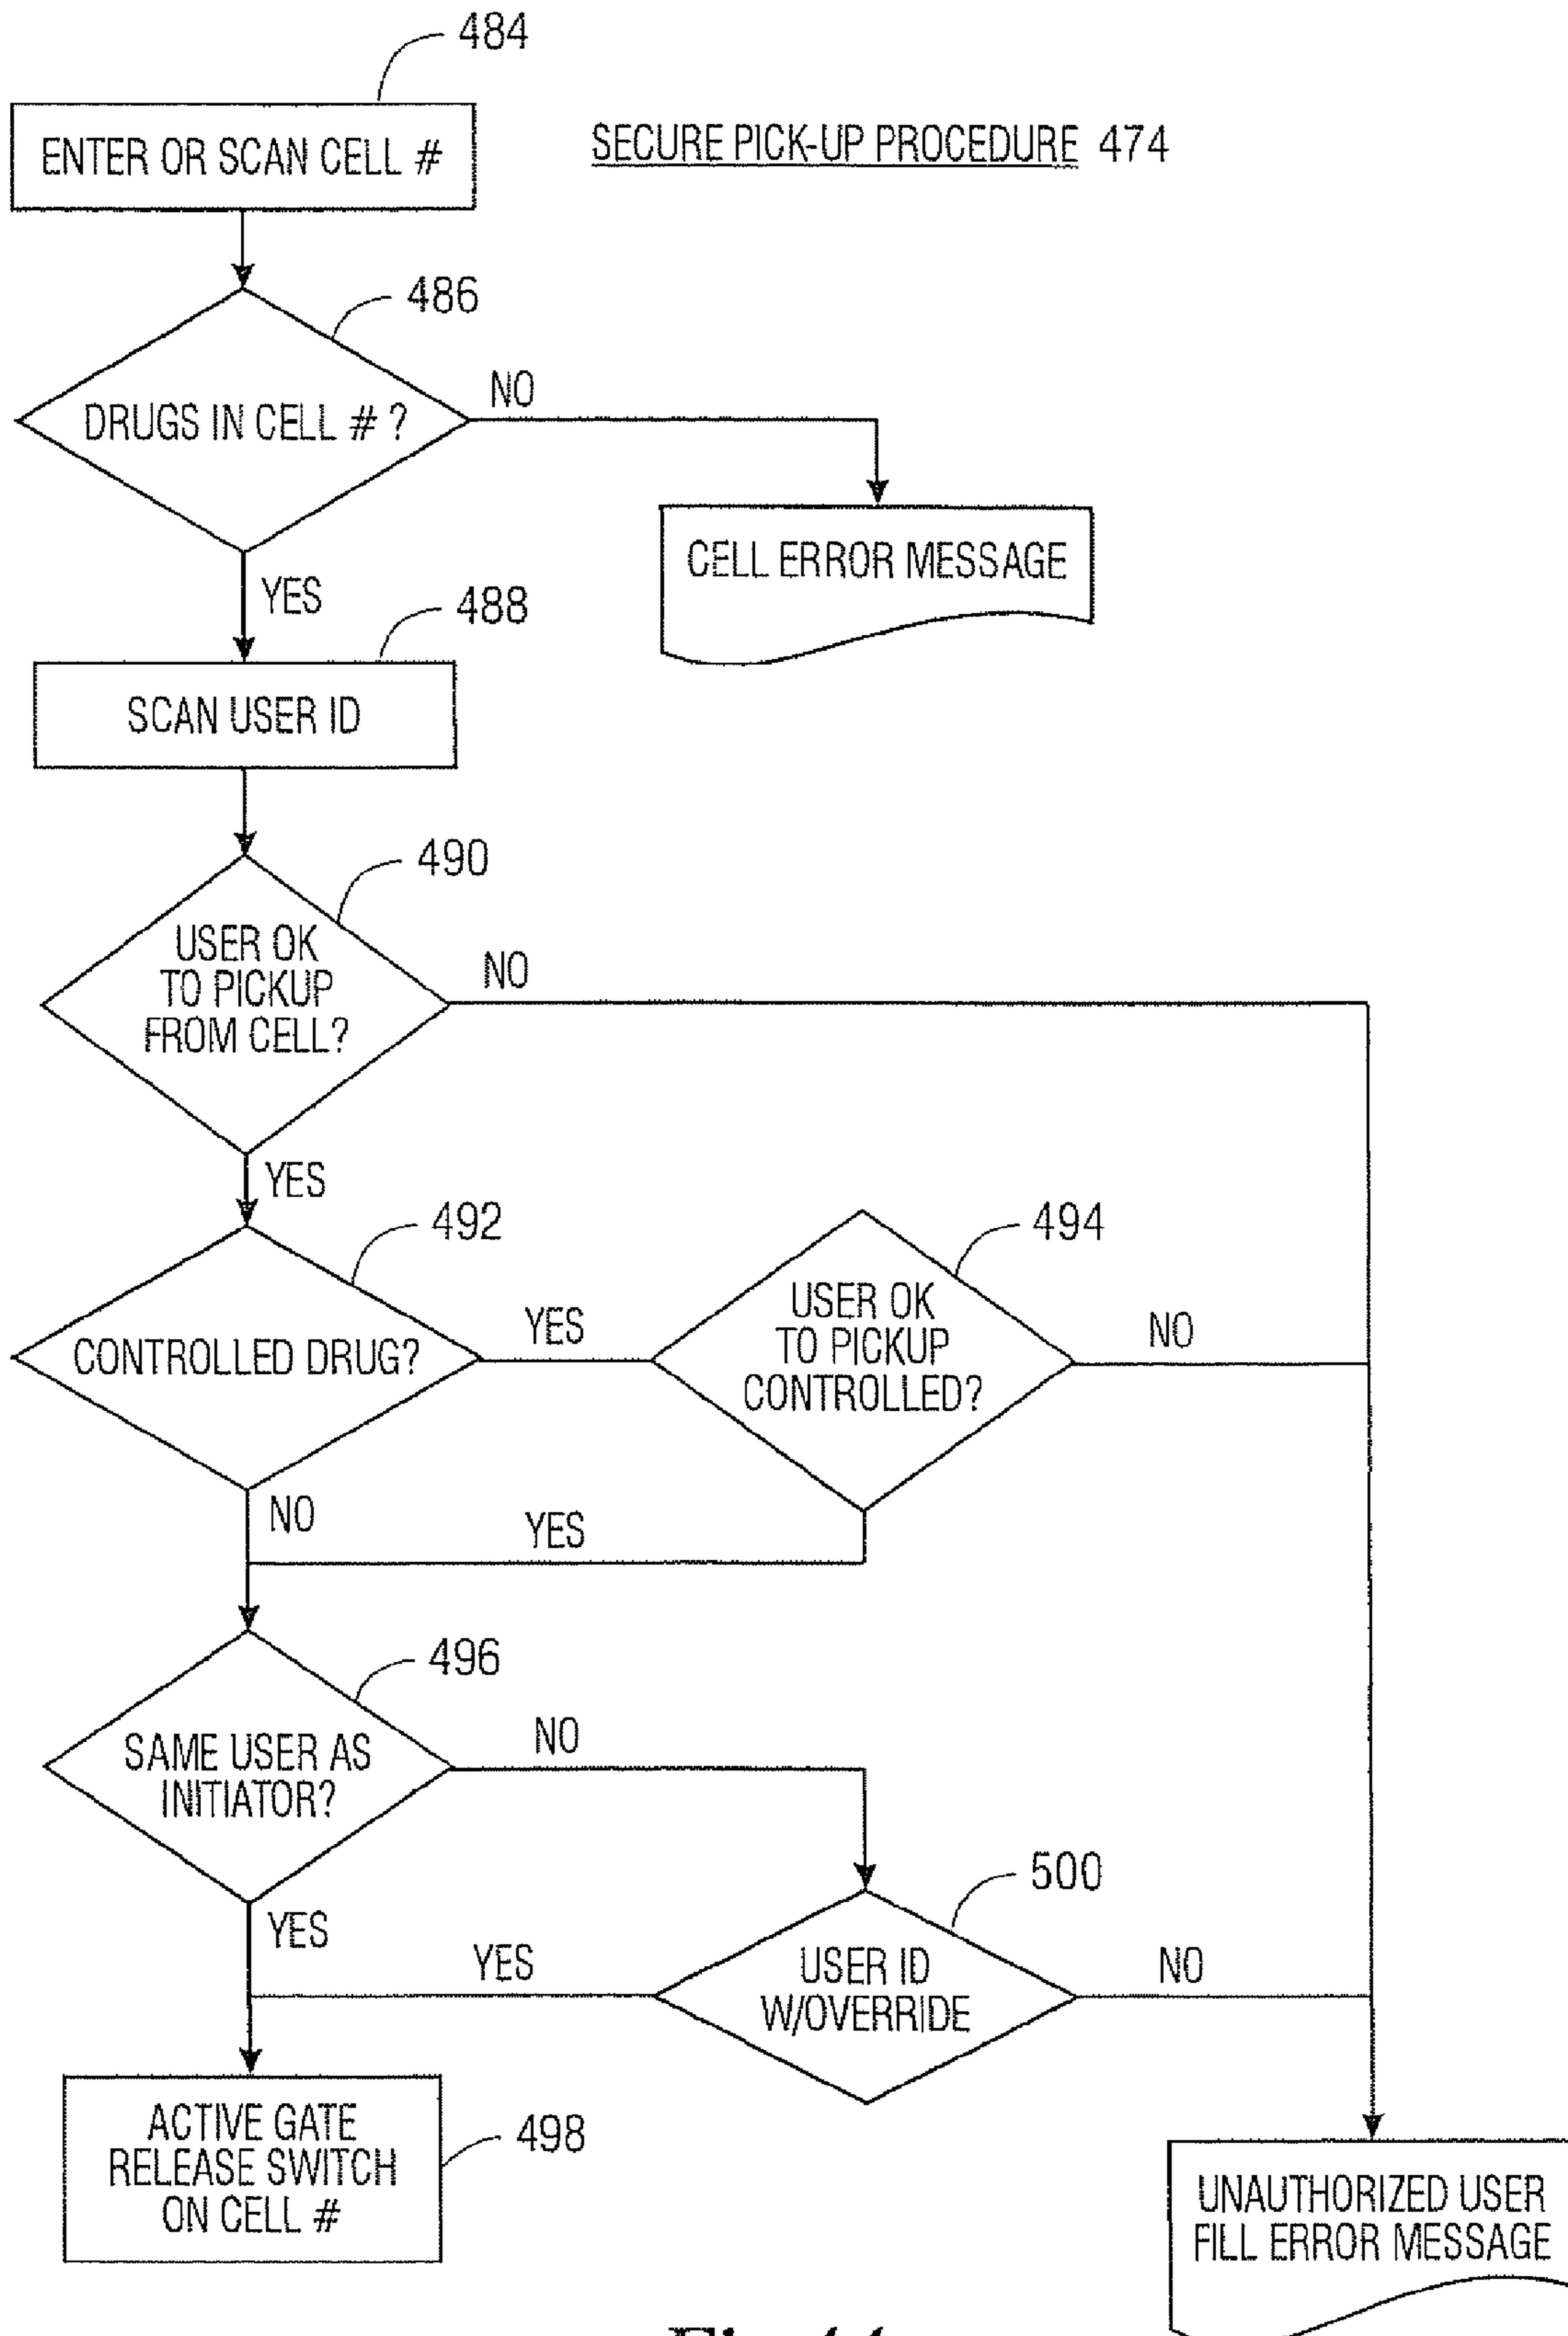 484
ENTER OR SCAN CELL #
SECURE PICK-UP PROCEDURE 474
486
DRUGS IN CELL # ?
NO
CELL ERROR MESSAGE
YES
488
SCAN USER ID
490
USER OK
TO PICKUP
FROM CELL?
NO
YES
492
CONTROLLED DRUG?
YES
494
USER OK
TO PICKUP
CONTROLLED?
NO
NO
YES
496
SAME USER AS
INITIATOR?
NO
YES
500
USER ID
W/OVERRIDE
YES
NO
ACTIVE GATE
RELEASE SWITCH
ON CELL #
498
UNAUTHORIZED USER
FILL ERROR MESSAGE